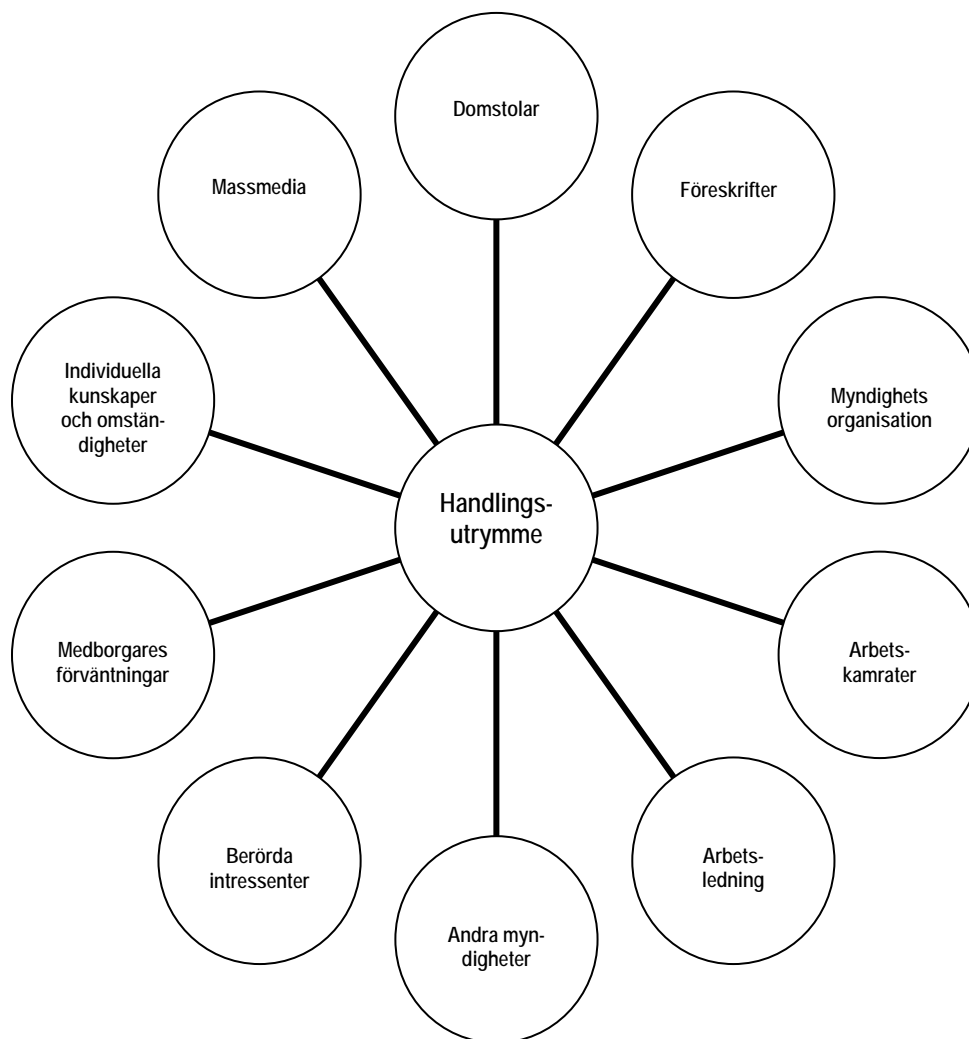 Domstolar
Massmedia
Föreskrifter
Individuella
kunskaper
och omstän-
digheter
Myndighets
organisation
Handlings-
utrymme
Medborgares
förväntningar
Arbets-
kamrater
Berörda
intressenter
Arbets-
ledning
Andra myn-
digheter